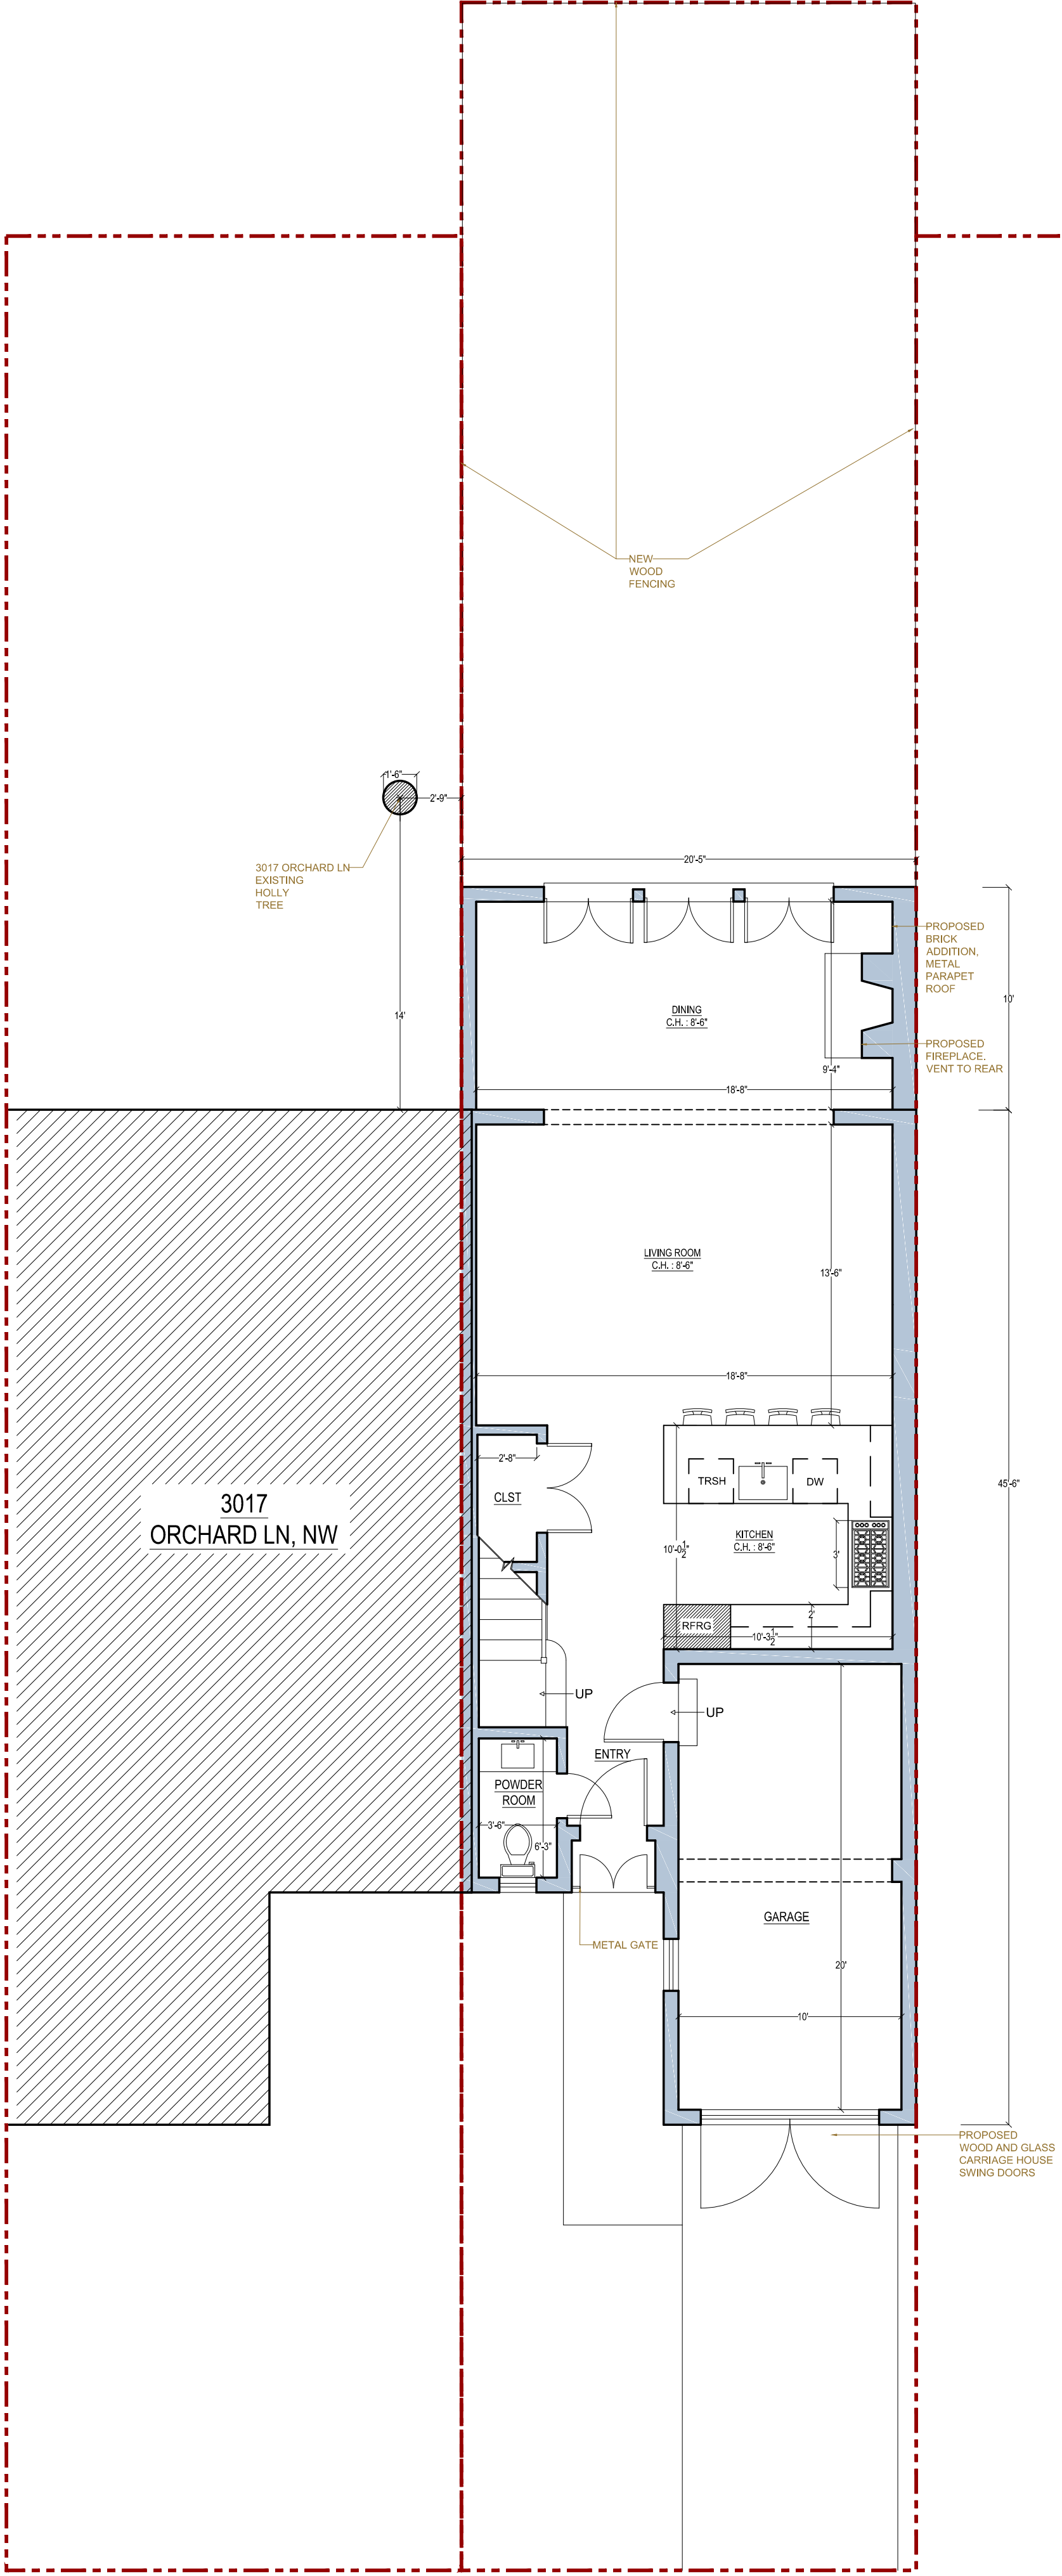 NEW
WOOD
FENCING
1'-6"
2'-9"
3017 ORCHARD LN
EXISTING
HOLLY
TREE
20'-5"
14'
PROPOSED
BRICK
ADDITION,
METAL
PARAPET
ROOF
10'
DINING
C.H. : 8'-6"
PROPOSED
FIREPLACE.
VENT TO REAR
9'-4"
18'-8"
LIVING ROOM
C.H. : 8'-6"
13'-6"
18'-8"
2'-8"
CLST
TRSH
DW
45'-6"
3017
ORCHARD LN, NW
KITCHEN
C.H. : 8'-6"
10'-0 1/2"
3'
2'
RFRG
10'-3 1/2"
UP
UP
ENTRY
POWDER
ROOM
3'-6"
6'-3"
GARAGE
METAL GATE
20'
10'
PROPOSED
WOOD AND GLASS
CARRIAGE HOUSE
SWING DOORS